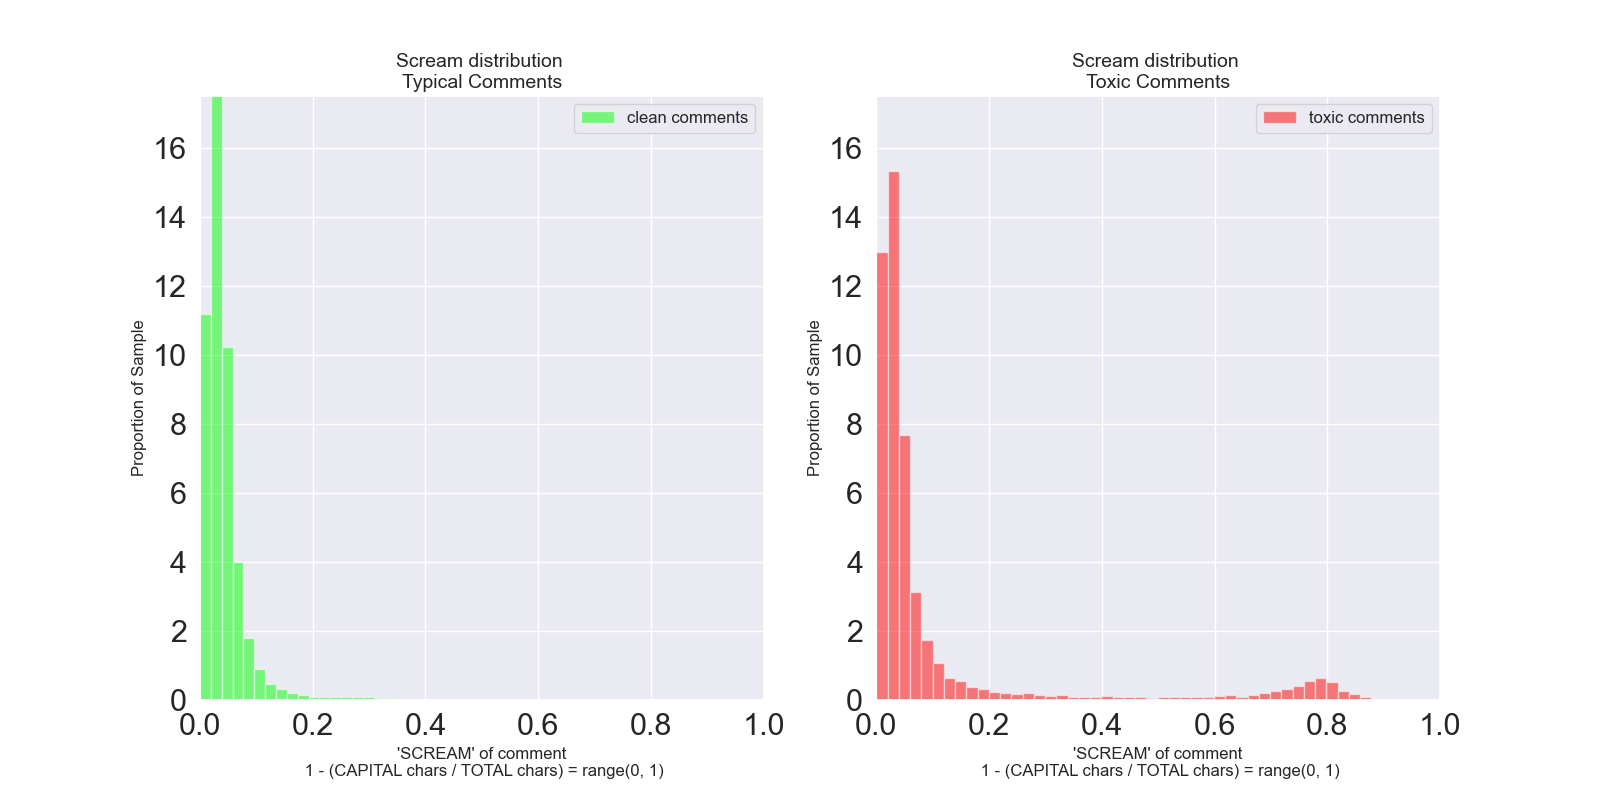 Scream distribution
Typical Comments
clean comments
16
14
12
10
8
6
4
2
0
Proportion of Sample
0.0 0.2 0.4 0.6 0.8 1.0
'SCREAM' of comment
1 - (CAPITAL chars / TOTAL chars) = range(0, 1)
Scream distribution
Toxic Comments
toxic comments
16
14
12
10
8
6
4
2
0
Proportion of Sample
0.0 0.2 0.4 0.6 0.8 1.0
'SCREAM' of comment
1 - (CAPITAL chars / TOTAL chars) = range(0, 1)